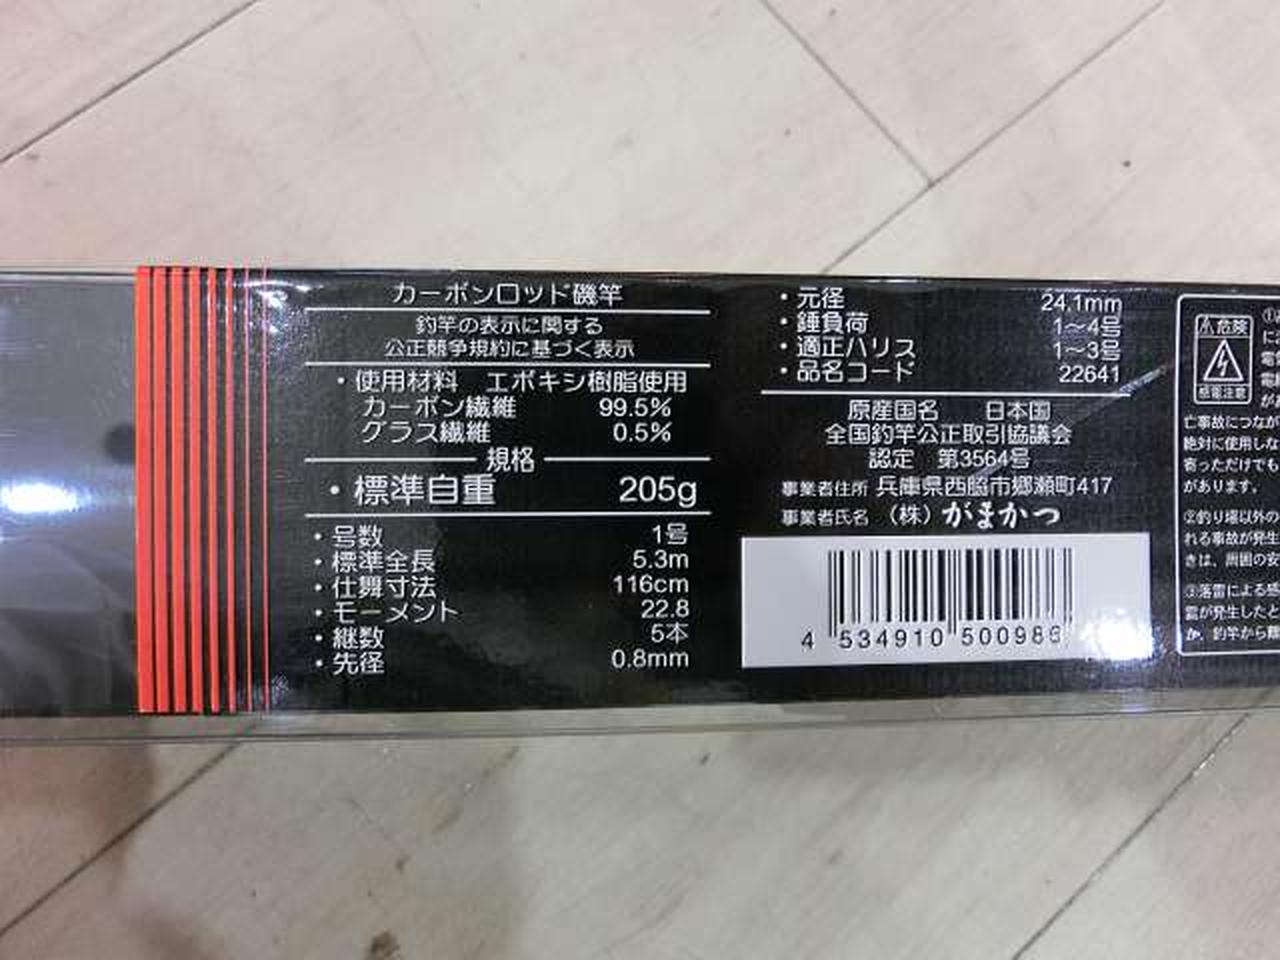 カーボンロッド磯竿
釣竿の表示に関する
公正競争規約に基づく表示
・使用材料 エポキシ樹脂使用
カーボン繊維 99.5%
グラス繊維 0.5%
規格
・標準自重 205g
・号数 1号
・標準全長 5.3m
・仕舞寸法 116cm
・モーメント 22.8
・継数 5本
・先径 0.8mm
・元径 24.1mm
・錘負荷 1〜4号
・適正ハリス 1〜3号
・品名コード 22641
原産国名 日本国
全国釣竿公正取引協議会
認定 第3564号
事業者住所 兵庫県西脇市郷瀬町417
事業者氏名 (株)がまかつ
4 534910 500986
危険
感電注意
①
に
電
電
が
亡事故につなが
絶対に使用しな
寄っただけでも
があります。
②釣り場以外の
れる事故が発生
きは、周囲の安
③落雷による感
雷が発生したと
か、釣竿から離